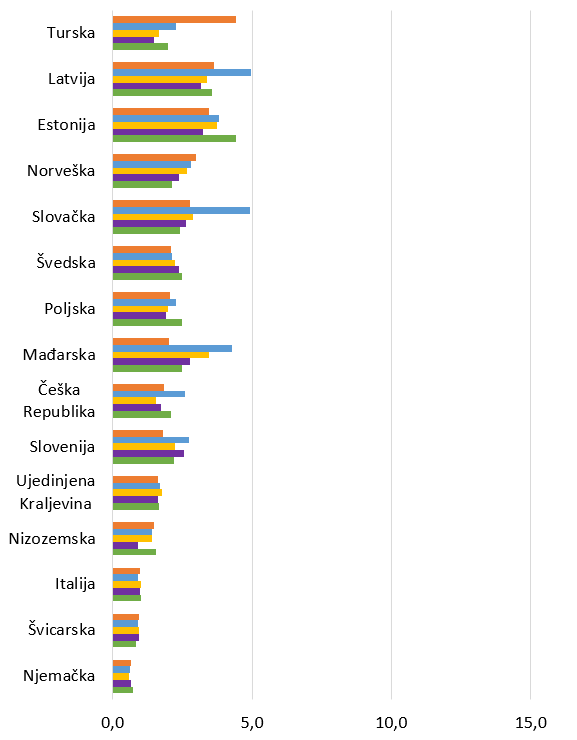 Turska
Latvija
Estonija
Norveška
Slovačka
Švedska
Poljska
Mađarska
Češka
Republika
Slovenija
Ujedinjena
Kraljevina
Nizozemska
Italija
Švicarska
Njemačka
0,0 5,0 10,0 15,0